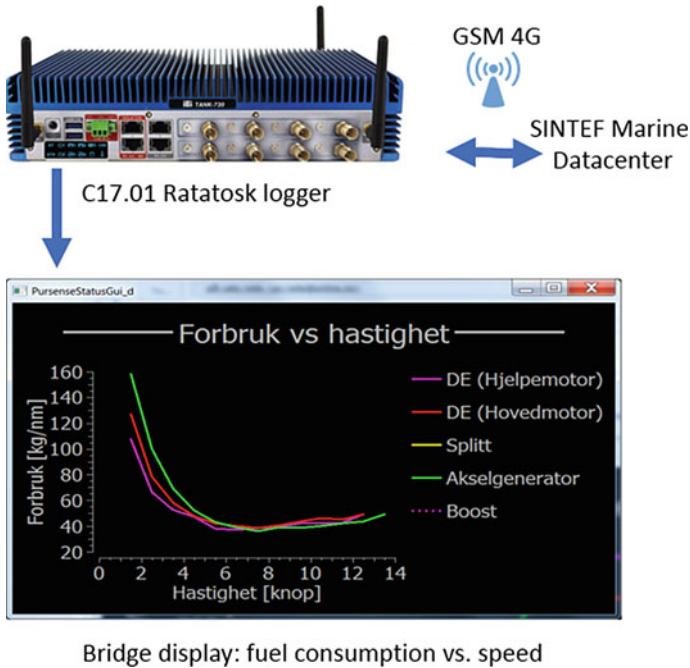 GSM 4G
TANK-720
SINTEF Marine
Datacenter
C17.01 Ratatosk logger
PursenseStatusGui_d
Forbruk vs hastighet
Forbruk [kg/nm]
160
140
120
100
80
60
40
20
0 2 4 6 8 10 12 14
Hastighet [knop]
DE (Hjelpemotor)
DE (Hovedmotor)
Splitt
Akselgenerator
Boost
Bridge display: fuel consumption vs. speed